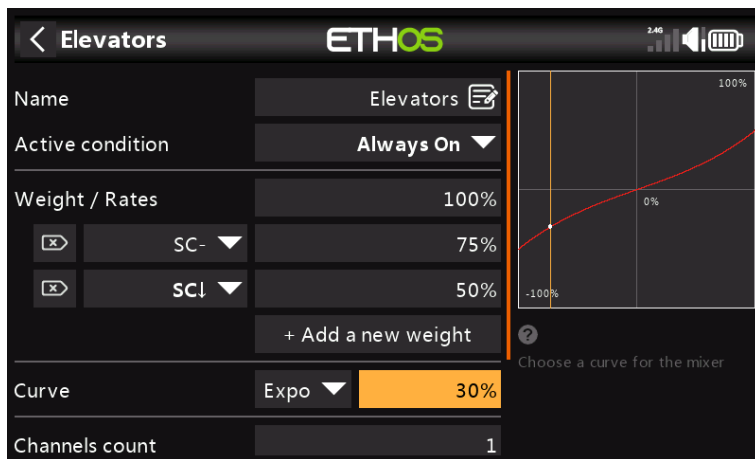 Elevators
ETHOS
2.4G
Name
Elevators
Active condition
Always On
Weight / Rates
100%
SC-
75%
SC↓
50%
+ Add a new weight
Curve
Expo
30%
Channels count
1
100%
0%
-100%
?
Choose a curve for the mixer